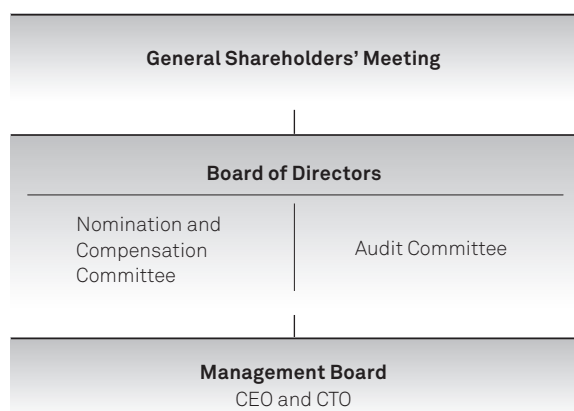 General Shareholders’ Meeting
Board of Directors
Nomination and
Compensation
Committee
Audit Committee
Management Board
CEO and CTO